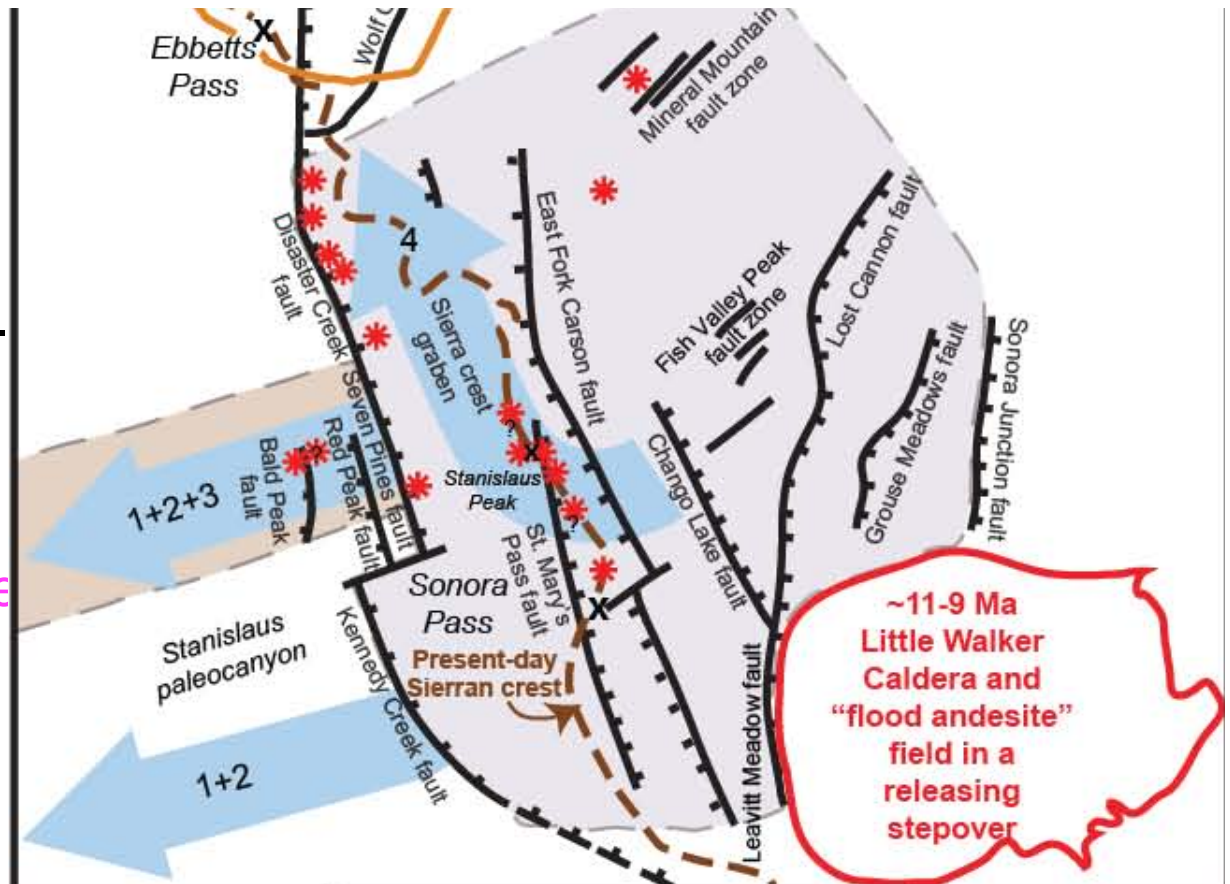 Ebbetts
Pass
x
Wolf C
Mineral Mountain
fault zone
Disaster Creek
fault
4
East Fork Carson fault
Sierra crest
graben
Fish Valley Peak
fault zone
Lost Cannon fault
Grouse Meadows fault
Sonora Junction fault
Seven Pines fault
Red Peak fault
Bald Peak
fault
?
1+2+3
?
x
Stanislaus
Peak
?
Chango Lake fault
St. Mary's
Pass fault
Sonora
Pass
x
Stanislaus
paleocanyon
Kennedy Creek fault
Present-day
Sierran crest
Leavitt Meadow fault
1+2
~11-9 Ma
Little Walker
Caldera and
“flood andesite”
field in a
releasing
stepover